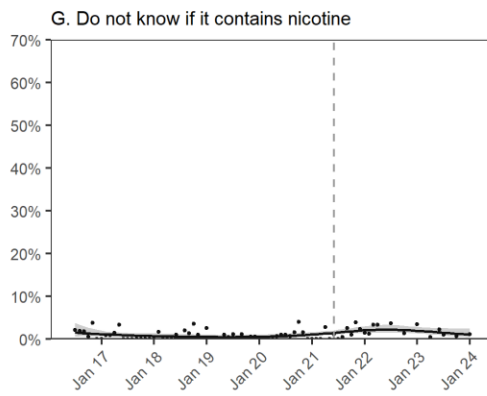 G. Do not know if it contains nicotine
70%
60%
50%
40%
30%
20%
10%
0%
Jan 17
Jan 18
Jan 19
Jan 20
Jan 21
Jan 22
Jan 23
Jan 24